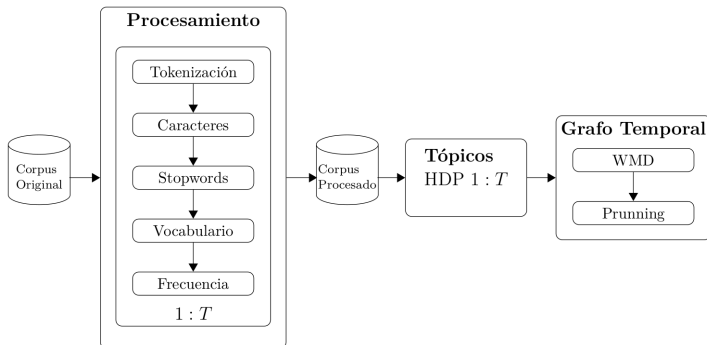 Procesamiento
Tokenización
Caracteres
Stopwords
Vocabulario
Frecuencia
1 : T
Corpus
Original
Corpus
Procesado
Tópicos
HDP 1 : T
Grafo Temporal
WMD
Prunning